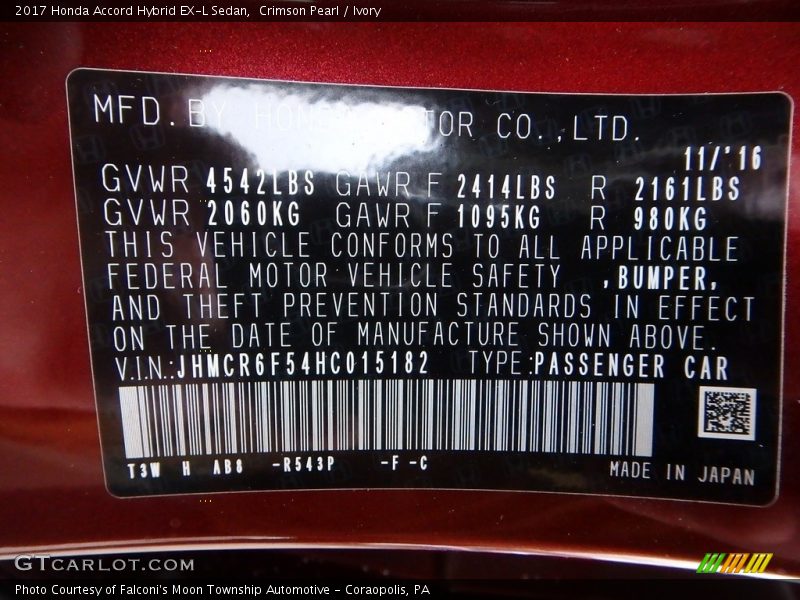 2017 Honda Accord Hybrid EX-L Sedan, Crimson Pearl / Ivory
MFD. BY HONDA MOTOR CO.,LTD.
11/'16
GVWR 4542LBS GAWR F 2414LBS R 2161LBS
GVWR 2060KG GAWR F 1095KG R 980KG
THIS VEHICLE CONFORMS TO ALL APPLICABLE
FEDERAL MOTOR VEHICLE SAFETY ,BUMPER,
AND THEFT PREVENTION STANDARDS IN EFFECT
ON THE DATE OF MANUFACTURE SHOWN ABOVE.
V.I.N.:JHMCR6F54HC015182 TYPE:PASSENGER CAR
T3W H AB8 -R543P -F -C
MADE IN JAPAN
GTCARLOT.COM
Photo Courtesy of Falconi's Moon Township Automotive - Coraopolis, PA